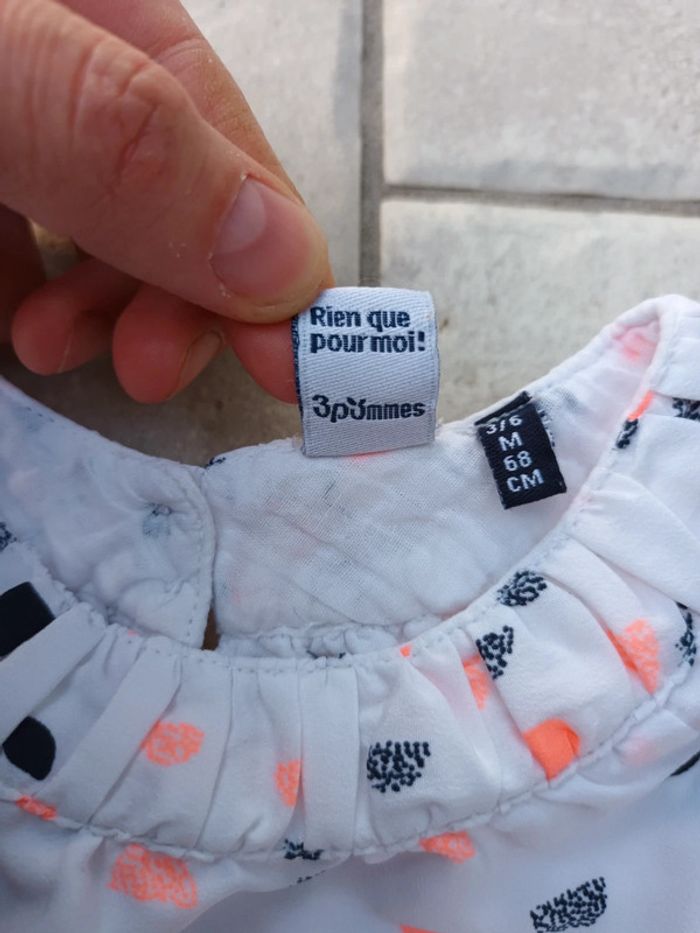 Rien que
pour moi!
3pommes
3/6
M
68
CM